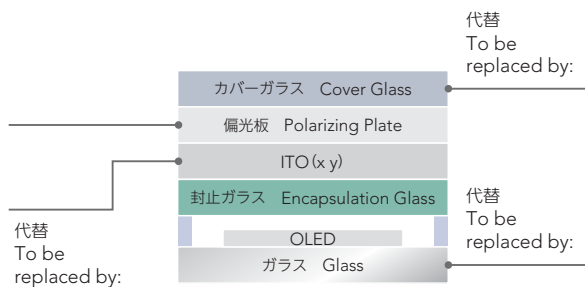 代替
To be
replaced by:
カバーガラス Cover Glass
偏光板 Polarizing Plate
ITO(x y)
封止ガラス Encapsulation Glass
代替
To be
replaced by:
OLED
ガラス Glass
代替
To be
replaced by: